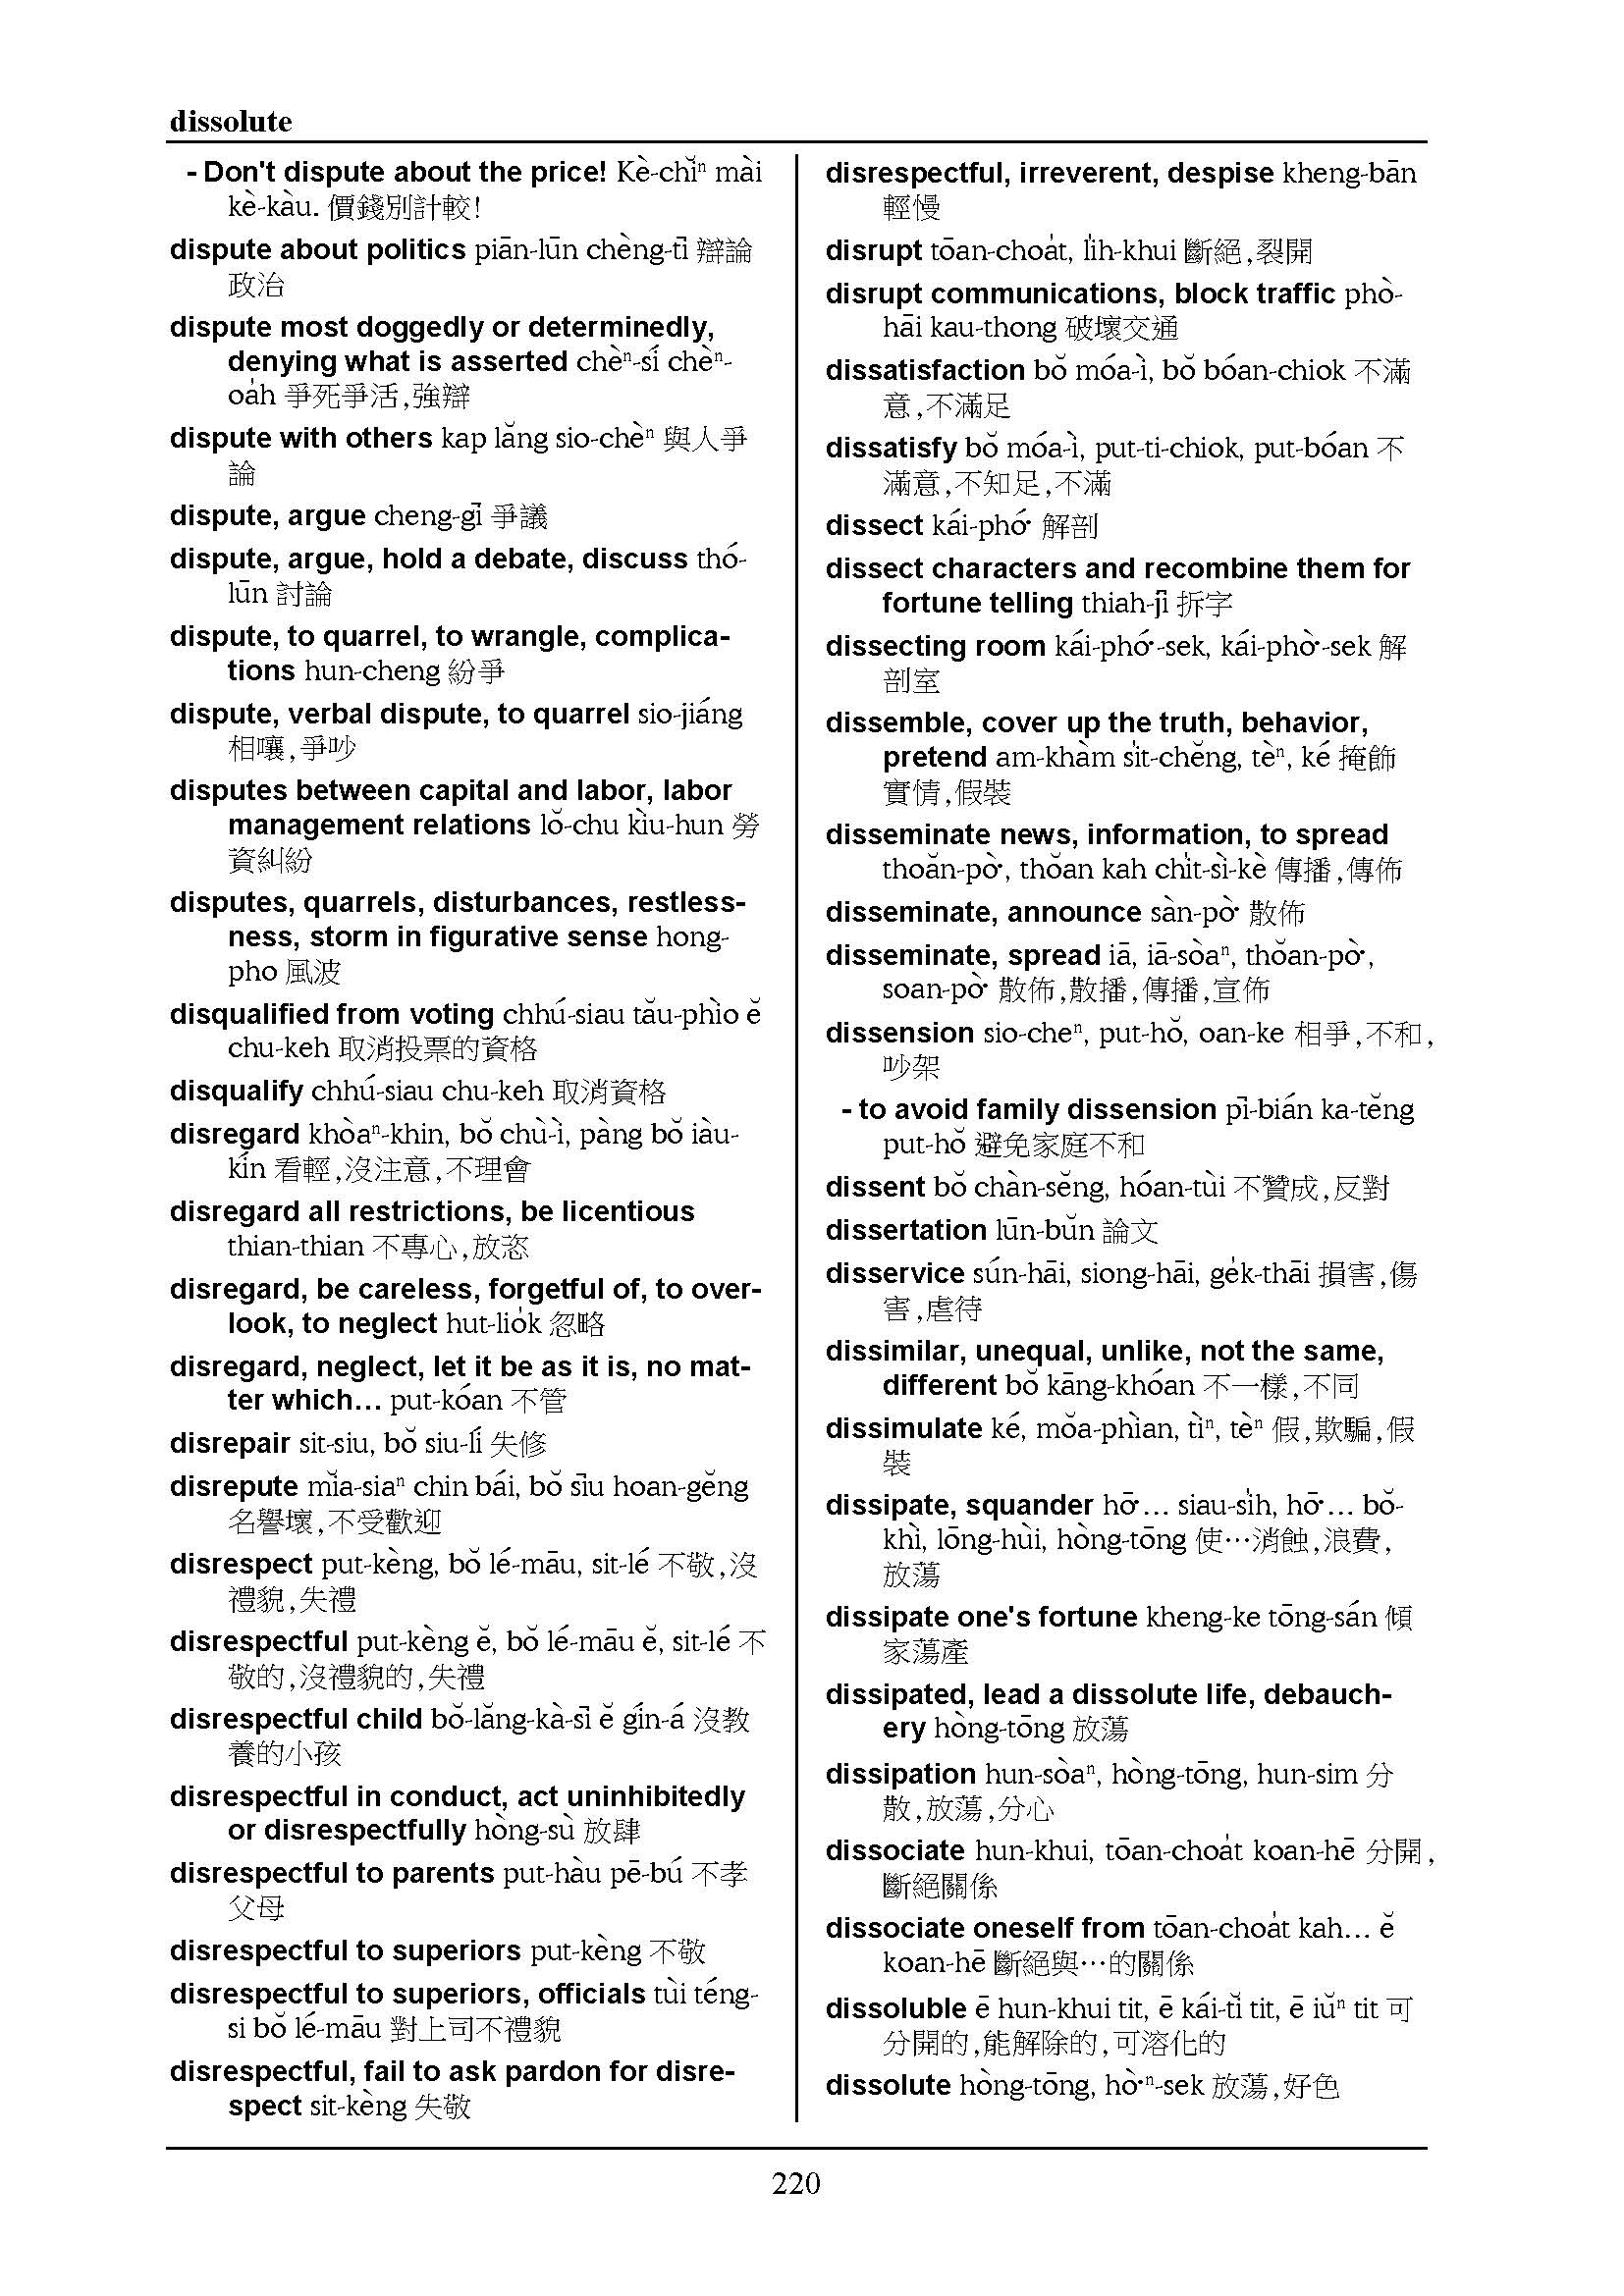 dissolute
- Don't dispute about the price! Kè-chĭⁿ mài
kè-kàu. 價錢別計較!
dispute about politics piān-lūn chèng-tī 辯論
政治
dispute most doggedly or determinedly,
denying what is asserted chèⁿ-sí chèⁿ-
oa̍h 爭死爭活,強辯
dispute with others kap lăng sio-chèⁿ 與人爭
論
dispute, argue cheng-gī 爭議
dispute, argue, hold a debate, discuss thó-
lūn 討論
dispute, to quarrel, to wrangle, complica-
tions hun-cheng 紛爭
dispute, verbal dispute, to quarrel sio-jiáng
相嚷,爭吵
disputes between capital and labor, labor
management relations lŏ-chu kìu-hun 勞
資糾紛
disputes, quarrels, disturbances, restless-
ness, storm in figurative sense hong-
pho 風波
disqualified from voting chhú-siau tău-phìo ĕ
chu-keh 取消投票的資格
disqualify chhú-siau chu-keh 取消資格
disregard khòaⁿ-khin, bŏ chù-ì, pàng bŏ iàu-
kín 看輕,沒注意,不理會
disregard all restrictions, be licentious
thian-thian 不專心,放恣
disregard, be careless, forgetful of, to over-
look, to neglect hut-lio̍k 忽略
disregard, neglect, let it be as it is, no mat-
ter which... put-kóan 不管
disrepair sit-siu, bŏ siu-lí 失修
disrepute mĭa-siaⁿ chin bái, bŏ sīu hoan-gĕng
名譽壞,不受歡迎
disrespect put-kèng, bŏ lé-māu, sit-lé 不敬,沒
禮貌,失禮
disrespectful put-kèng ĕ, bŏ lé-māu ĕ, sit-lé 不
敬的,沒禮貌的,失禮
disrespectful child bŏ-lăng-kà-sī ĕ gín-á 沒教
養的小孩
disrespectful in conduct, act uninhibitedly
or disrespectfully hòng-sù 放肆
disrespectful to parents put-hàu pē-bú 不孝
父母
disrespectful to superiors put-kèng 不敬
disrespectful to superiors, officials tùi téng-
si bŏ lé-māu 對上司不禮貌
disrespectful, fail to ask pardon for disre-
spect sit-kèng 失敬
disrespectful, irreverent, despise kheng-bān
輕慢
disrupt tōan-choa̍t, li̍h-khui 斷絕,裂開
disrupt communications, block traffic phò-
hāi kau-thong 破壞交通
dissatisfaction bŏ móa-ì, bŏ bóan-chiok 不滿
意,不滿足
dissatisfy bŏ móa-ì, put-ti-chiok, put-bóan 不
滿意,不知足,不滿
dissect kái-phó͘ 解剖
dissect characters and recombine them for
fortune telling thiah-jī 拆字
dissecting room kái-phó͘-sek, kái-phò͘-sek 解
剖室
dissemble, cover up the truth, behavior,
pretend am-khàm si̍t-chĕng, tèⁿ, ké 掩飾
實情,假裝
disseminate news, information, to spread
thoăn-pò͘, thŏan kah chi̍t-sì-kè 傳播,傳佈
disseminate, announce sàn-pò͘ 散佈
disseminate, spread iā, iā-sòaⁿ, thŏan-pò͘,
soan-pò͘ 散佈,散播,傳播,宣佈
dissension sio-cheⁿ, put-hŏ, oan-ke 相爭,不和,
吵架
- to avoid family dissension pī-bián ka-tĕng
put-hŏ 避免家庭不和
dissent bŏ chàn-sĕng, hóan-tùi 不贊成,反對
dissertation lūn-bŭn 論文
disservice sún-hāi, siong-hāi, ge̍k-thāi 損害,傷
害,虐待
dissimilar, unequal, unlike, not the same,
different bŏ kāng-khóan 不一樣,不同
dissimulate ké, mŏa-phìan, tìⁿ, tèⁿ 假,欺騙,假
裝
dissipate, squander hō͘... siau-si̍h, hō͘... bŏ-
khì, lōng-hùi, hòng-tōng 使…消蝕,浪費,
放蕩
dissipate one's fortune kheng-ke tōng-sán 傾
家蕩產
dissipated, lead a dissolute life, debauch-
ery hòng-tōng 放蕩
dissipation hun-sòaⁿ, hòng-tōng, hun-sim 分
散,放蕩,分心
dissociate hun-khui, tōan-choa̍t koan-hē 分開,
斷絕關係
dissociate oneself from tōan-choa̍t kah... ĕ
koan-hē 斷絕與…的關係
dissoluble ē hun-khui tit, ē kái-tĭ tit, ē iŭⁿ tit 可
分開的,能解除的,可溶化的
dissolute hòng-tōng, hò͘ⁿ-sek 放蕩,好色
220